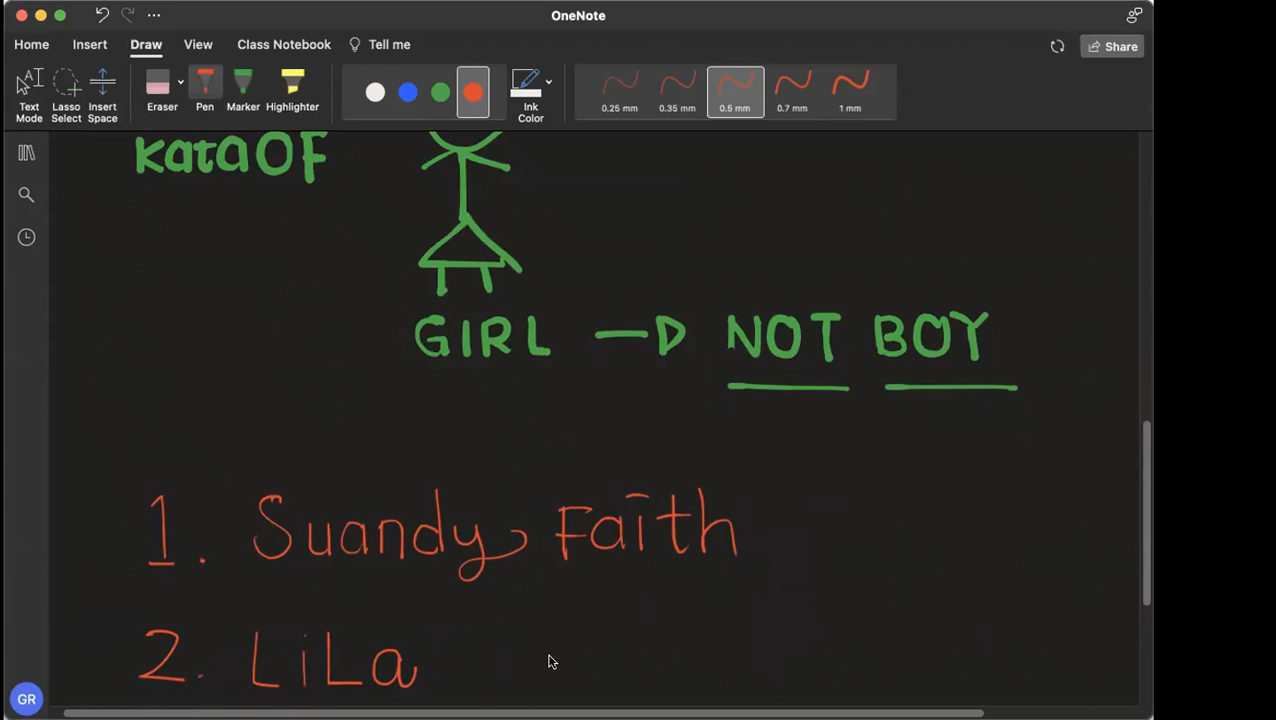 OneNote
Home Insert Draw View Class Notebook Tell me Share
Text Mode Lasso Select Insert Space Eraser Pen Marker Highlighter Ink Color 0.25 mm 0.35 mm 0.5 mm 0.7 mm 1 mm
kataOF
GIRL NOT BOY
1. Suandy Faith
2. LiLa
GR